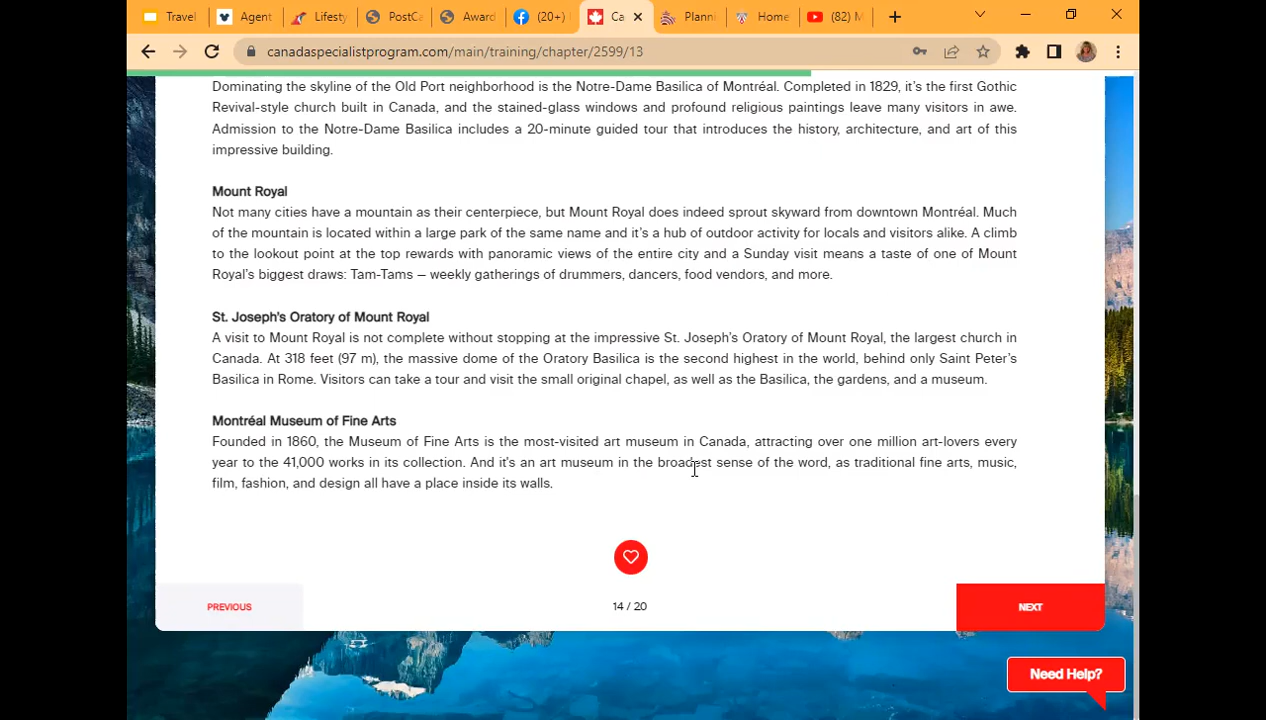 Travel
Agent
Lifesty
PostCa
Award
(20+)
Ca
Planni
Home
(82) M
canadaspecialistprogram.com/main/training/chapter/2599/13
Dominating the skyline of the Old Port neighborhood is the Notre-Dame Basilica of Montréal. Completed in 1829, it's the first Gothic
Revival-style church built in Canada, and the stained-glass windows and profound religious paintings leave many visitors in awe.
Admission to the Notre-Dame Basilica includes a 20-minute guided tour that introduces the history, architecture, and art of this
impressive building.
Mount Royal
Not many cities have a mountain as their centerpiece, but Mount Royal does indeed sprout skyward from downtown Montréal. Much
of the mountain is located within a large park of the same name and it's a hub of outdoor activity for locals and visitors alike. A climb
to the lookout point at the top rewards with panoramic views of the entire city and a Sunday visit means a taste of one of Mount
Royal's biggest draws: Tam-Tams – weekly gatherings of drummers, dancers, food vendors, and more.
St. Joseph's Oratory of Mount Royal
A visit to Mount Royal is not complete without stopping at the impressive St. Joseph's Oratory of Mount Royal, the largest church in
Canada. At 318 feet (97 m), the massive dome of the Oratory Basilica is the second highest in the world, behind only Saint Peter's
Basilica in Rome. Visitors can take a tour and visit the small original chapel, as well as the Basilica, the gardens, and a museum.
Montréal Museum of Fine Arts
Founded in 1860, the Museum of Fine Arts is the most-visited art museum in Canada, attracting over one million art-lovers every
year to the 41,000 works in its collection. And it's an art museum in the broadest sense of the word, as traditional fine arts, music,
film, fashion, and design all have a place inside its walls.
PREVIOUS
14 / 20
NEXT
Need Help?